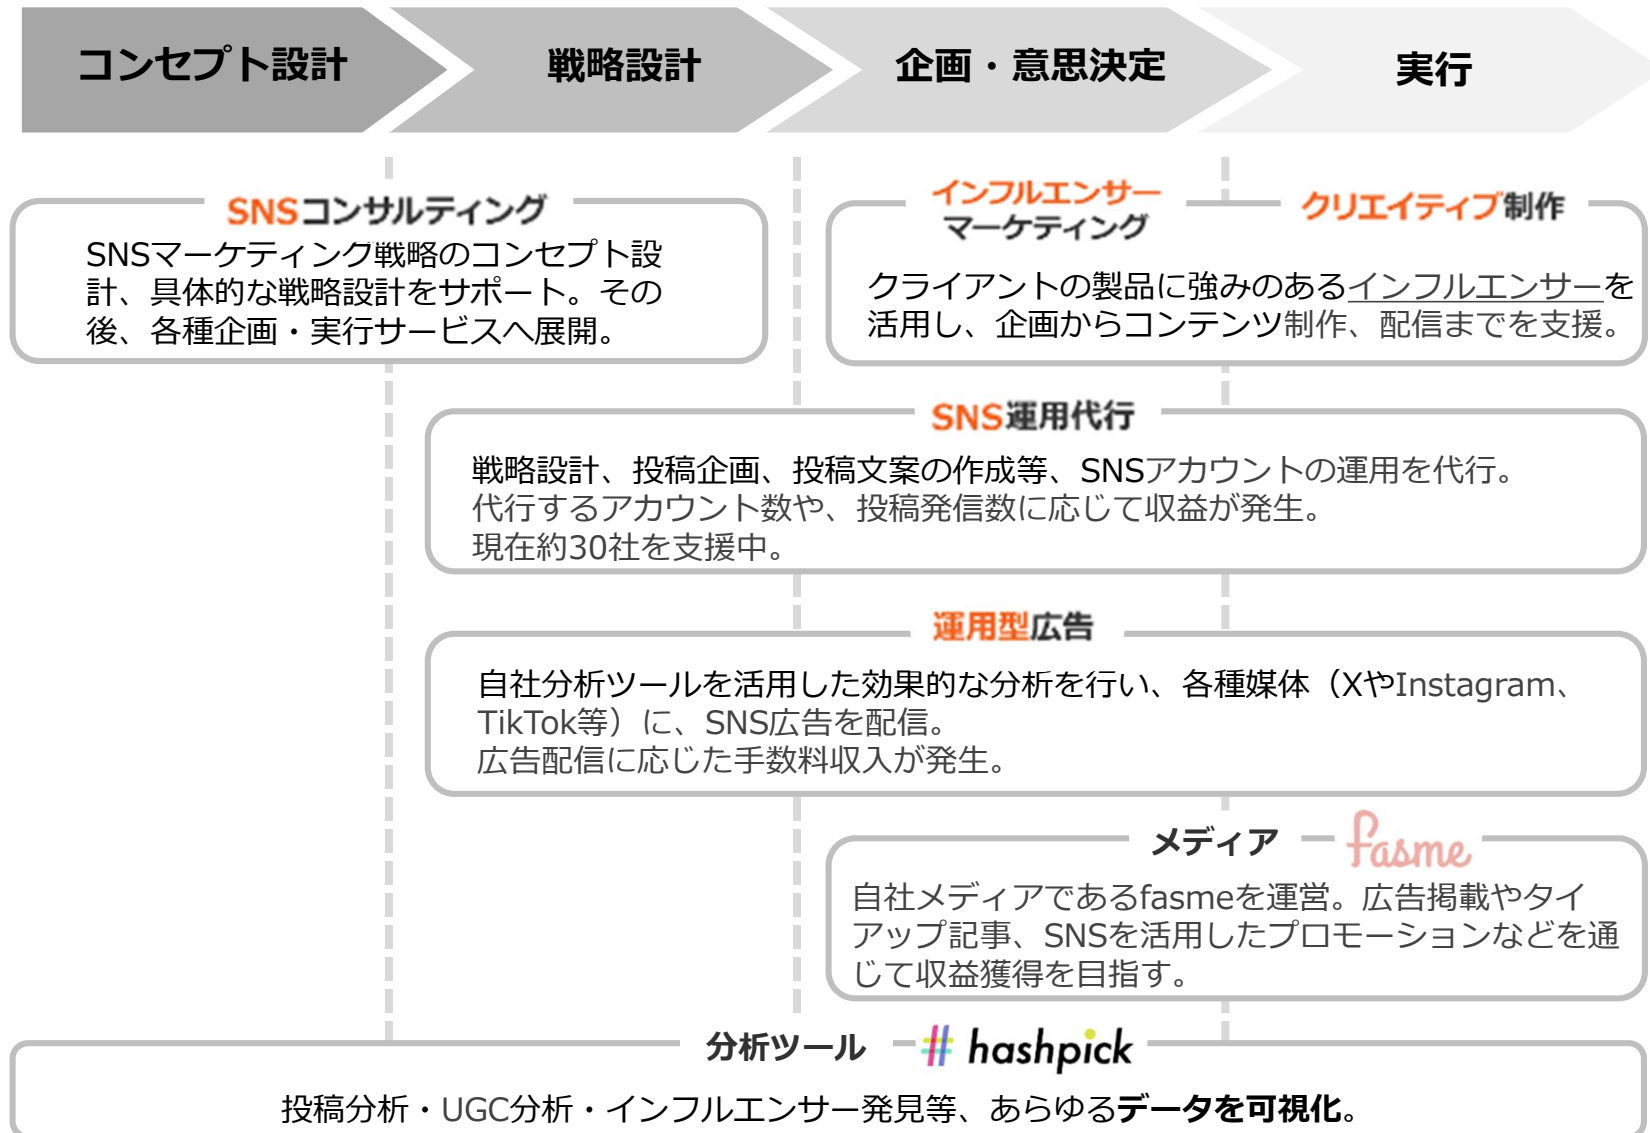 コンセプト設計
戦略設計
企画・意思決定
実行
SNSコンサルティング
SNSマーケティング戦略のコンセプト設
計、具体的な戦略設計をサポート。その
後、各種企画・実行サービスへ展開。
インフルエンサー
マーケティング
クリエイティブ制作
クライアントの製品に強みのあるインフルエンサーを
活用し、企画からコンテンツ制作、配信までを支援。
SNS運用代行
戦略設計、投稿企画、投稿文案の作成等、SNSアカウントの運用を代行。
代行するアカウント数や、投稿発信数に応じて収益が発生。
現在約30社を支援中。
運用型広告
自社分析ツールを活用した効果的な分析を行い、各種媒体（XやInstagram、
TikTok等）に、SNS広告を配信。
広告配信に応じた手数料収入が発生。
メディア
fasme
自社メディアであるfasmeを運営。広告掲載やタイ
アップ記事、SNSを活用したプロモーションなどを通
じて収益獲得を目指す。
分析ツール
# hashpick
投稿分析・UGC分析・インフルエンサー発見等、あらゆるデータを可視化。